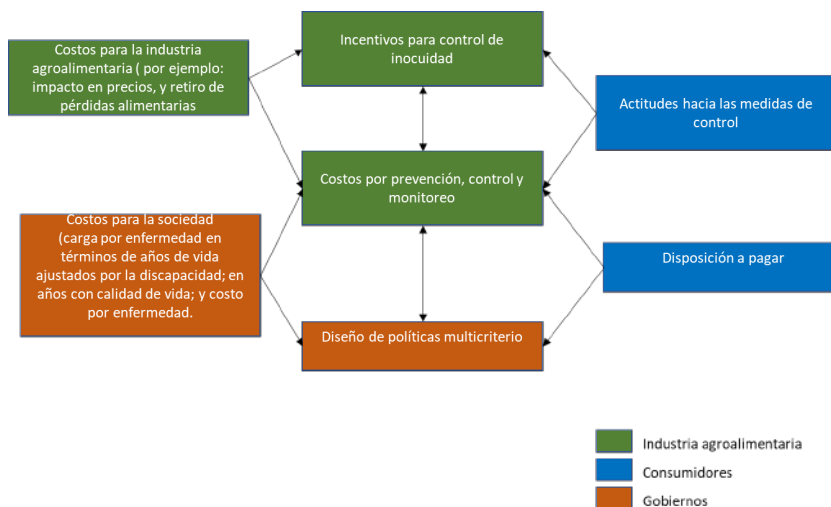 Costos para la industria
agroalimentaria ( por ejemplo:
impacto en precios, y retiro de
pérdidas alimentarias
Incentivos para control de
inocuidad
Actitudes hacia las medidas de
control
Costos por prevención, control y
monitoreo
Costos para la sociedad
(carga por enfermedad en
términos de años de vida
ajustados por la discapacidad; en
años con calidad de vida; y costo
por enfermedad.
Disposición a pagar
Diseño de políticas multicriterio
Industria agroalimentaria
Consumidores
Gobiernos